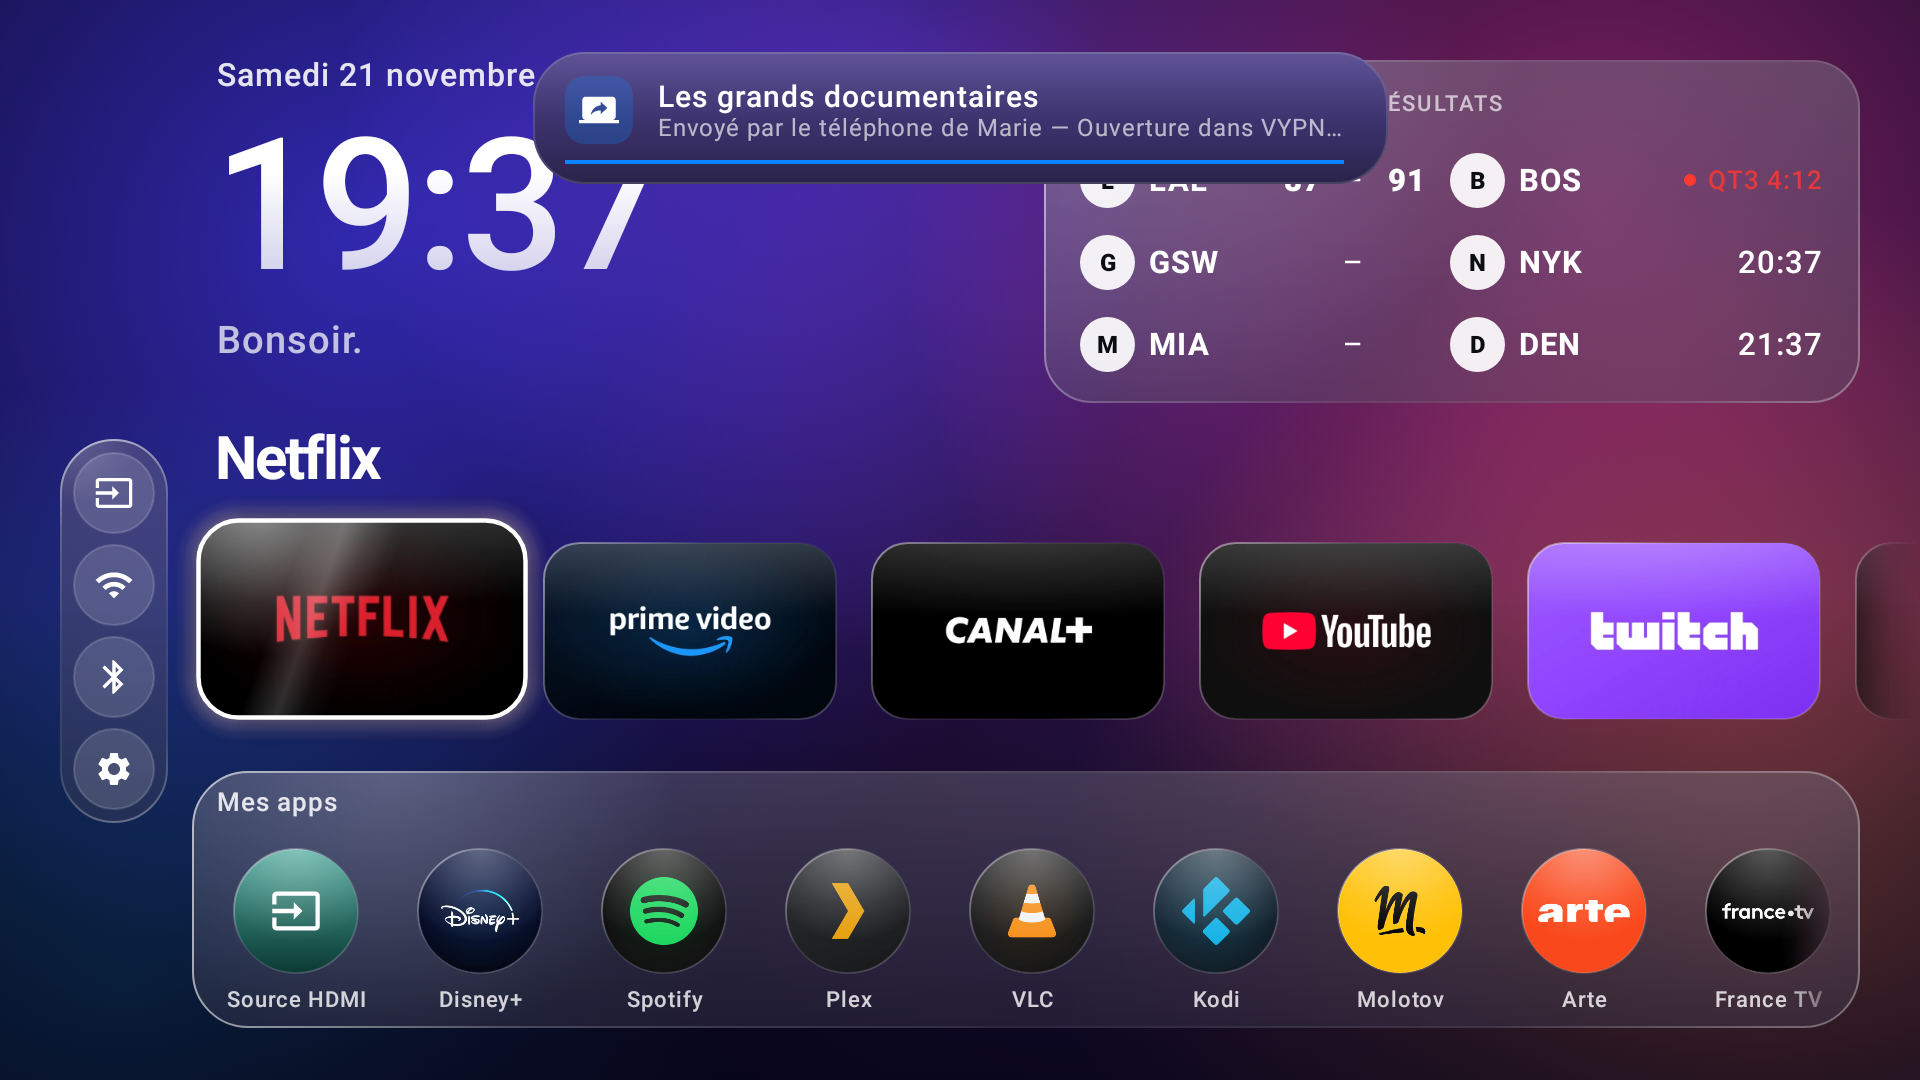 Samedi 21 novembre
19:37
Bonsoir.
Les grands documentaires
Envoyé par le téléphone de Marie — Ouverture dans VYPN…
ÉSULTATS
91 B BOS QT3 4:12
G GSW – N NYK 20:37
M MIA – D DEN 21:37
Netflix
NETFLIX
prime video
CANAL+
YouTube
twitch
Mes apps
Disney+
m.
arte
france•tv
Source HDMI
Disney+
Spotify
Plex
VLC
Kodi
Molotov
Arte
France TV